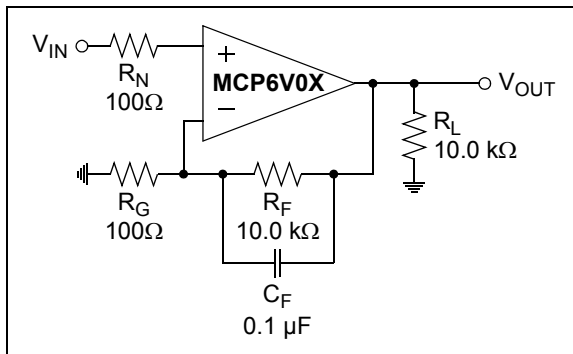 V_IN
R_N
100Ω
+
MCP6V0X
−
V_OUT
R_L
10.0 kΩ
R_G
100Ω
R_F
10.0 kΩ
C_F
0.1 µF